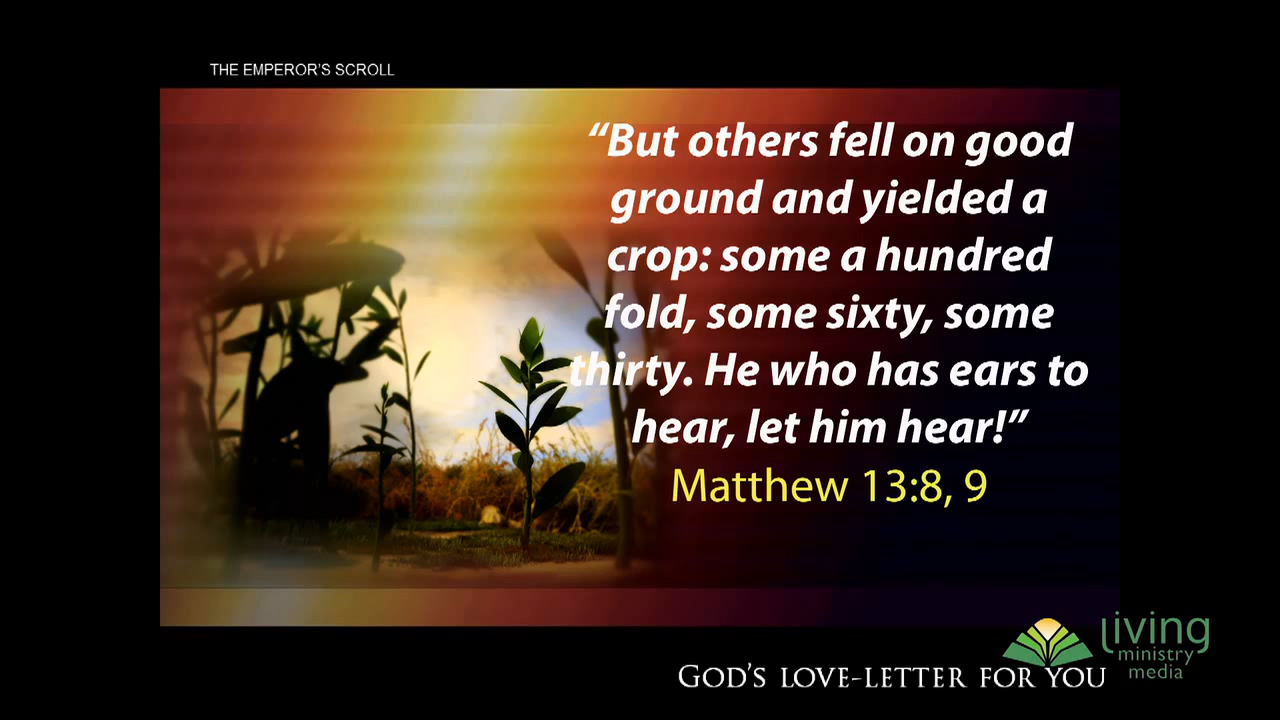 THE EMPEROR'S SCROLL
“But others fell on good
ground and yielded a
crop: some a hundred
fold, some sixty, some
thirty. He who has ears to
hear, let him hear!”
Matthew 13:8, 9
GOD'S LOVE-LETTER FOR YOU
living
ministry
media